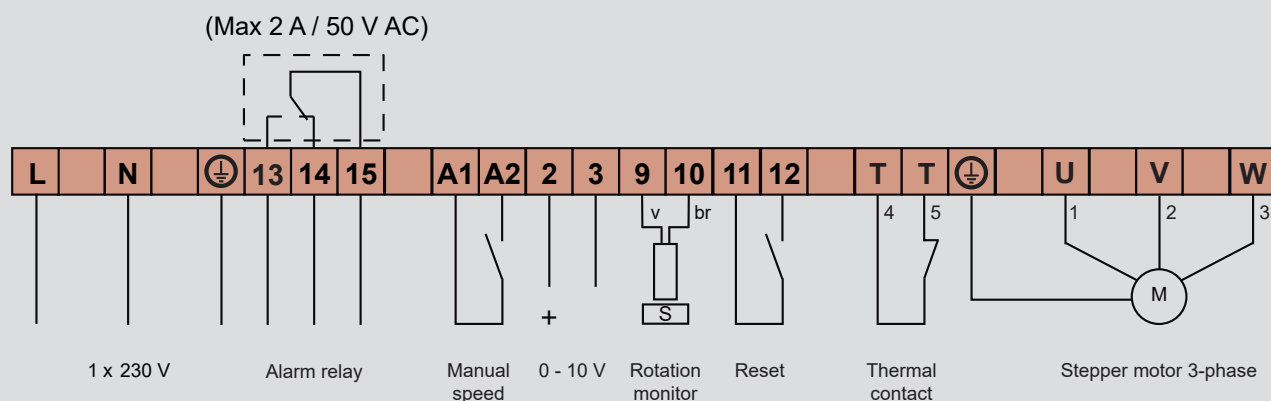 (Max 2 A / 50 V AC)
L N 13 14 15 A1 A2 2 3 9 10 11 12 T T U V W
v br 4 5 1 2 3
M
S
+
1 x 230 V Alarm relay Manual speed 0 - 10 V Rotation monitor Reset Thermal contact Stepper motor 3-phase